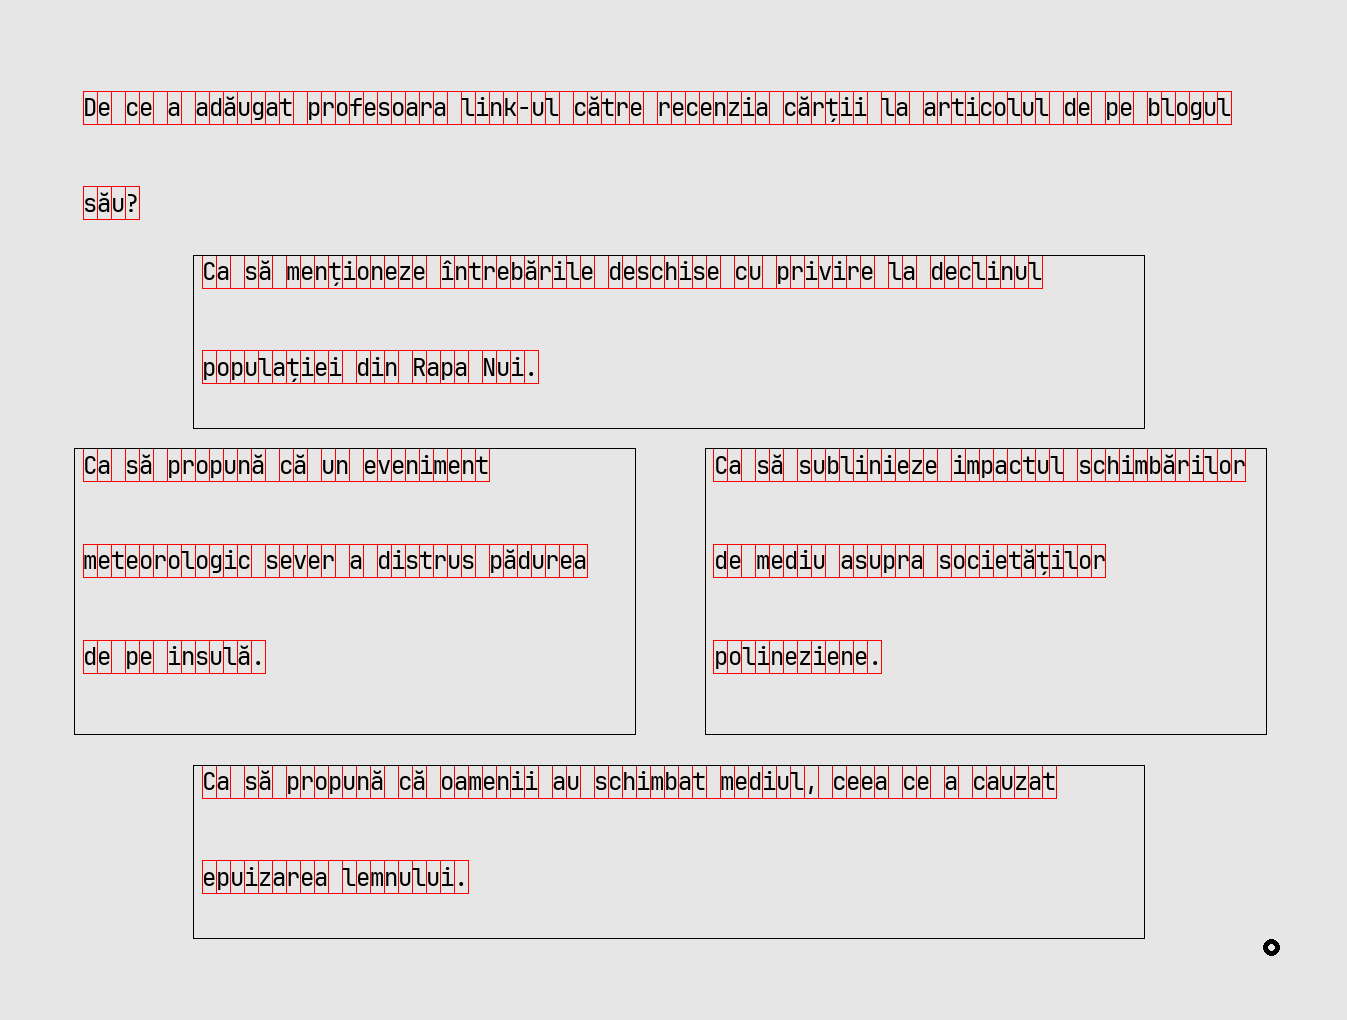 De ce a adăugat profesoara link-ul către recenzia cărții la articolul de pe blogul
său?
Ca să menționeze întrebările deschise cu privire la declinul
populației din Rapa Nui.
Ca să propună că un eveniment
meteorologic sever a distrus pădurea
de pe insulă.
Ca să sublinieze impactul schimbărilor
de mediu asupra societăților
polineziene.
Ca să propună că oamenii au schimbat mediul, ceea ce a cauzat
epuizarea lemnului.